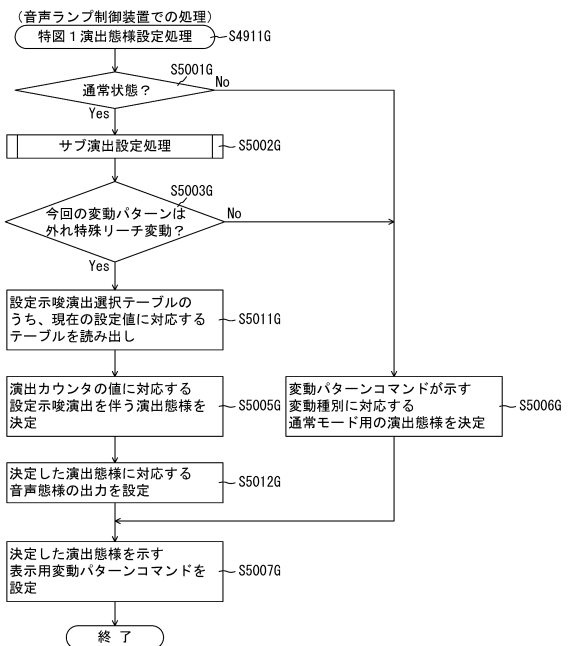 (音声ランプ制御装置での処理)
特図1演出態様設定処理
S4911G
S5001G
通常状態?
No
Yes
サブ演出設定処理
S5002G
S5003G
今回の変動パターンは
外れ特殊リーチ変動?
No
Yes
設定示唆演出選択テーブルの
うち、現在の設定値に対応する
テーブルを読み出し
S5011G
演出カウンタの値に対応する
設定示唆演出を伴う演出態様を
決定
S5005G
変動パターンコマンドが示す
変動種別に対応する
通常モード用の演出態様を決定
S5006G
決定した演出態様に対応する
音声態様の出力を設定
S5012G
決定した演出態様を示す
表示用変動パターンコマンドを
設定
S5007G
終了